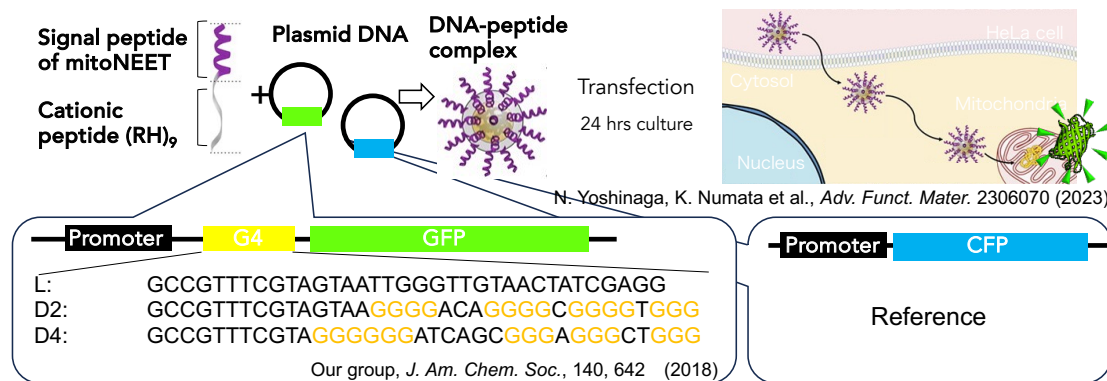 Signal peptide
of mitoNEET
Cationic
peptide (RH)₉
+
Plasmid DNA
DNA-peptide
complex
Transfection
24 hrs culture
HeLa cell
Cytosol
Mitochondria
Nucleus
N. Yoshinaga, K. Numata et al., Adv. Funct. Mater. 2306070 (2023)
Promoter G4 GFP
L: GCCGTTTCGTAGTAATTGGGTTGTAACTATCGAGG
D2: GCCGTTTCGTAGTAAGGGGACAGGGGCGGGGTGGG
D4: GCCGTTTCGTAGGGGGGATCAGCGGGAGGGCTGGG
Our group, J. Am. Chem. Soc., 140, 642 (2018)
Promoter CFP
Reference